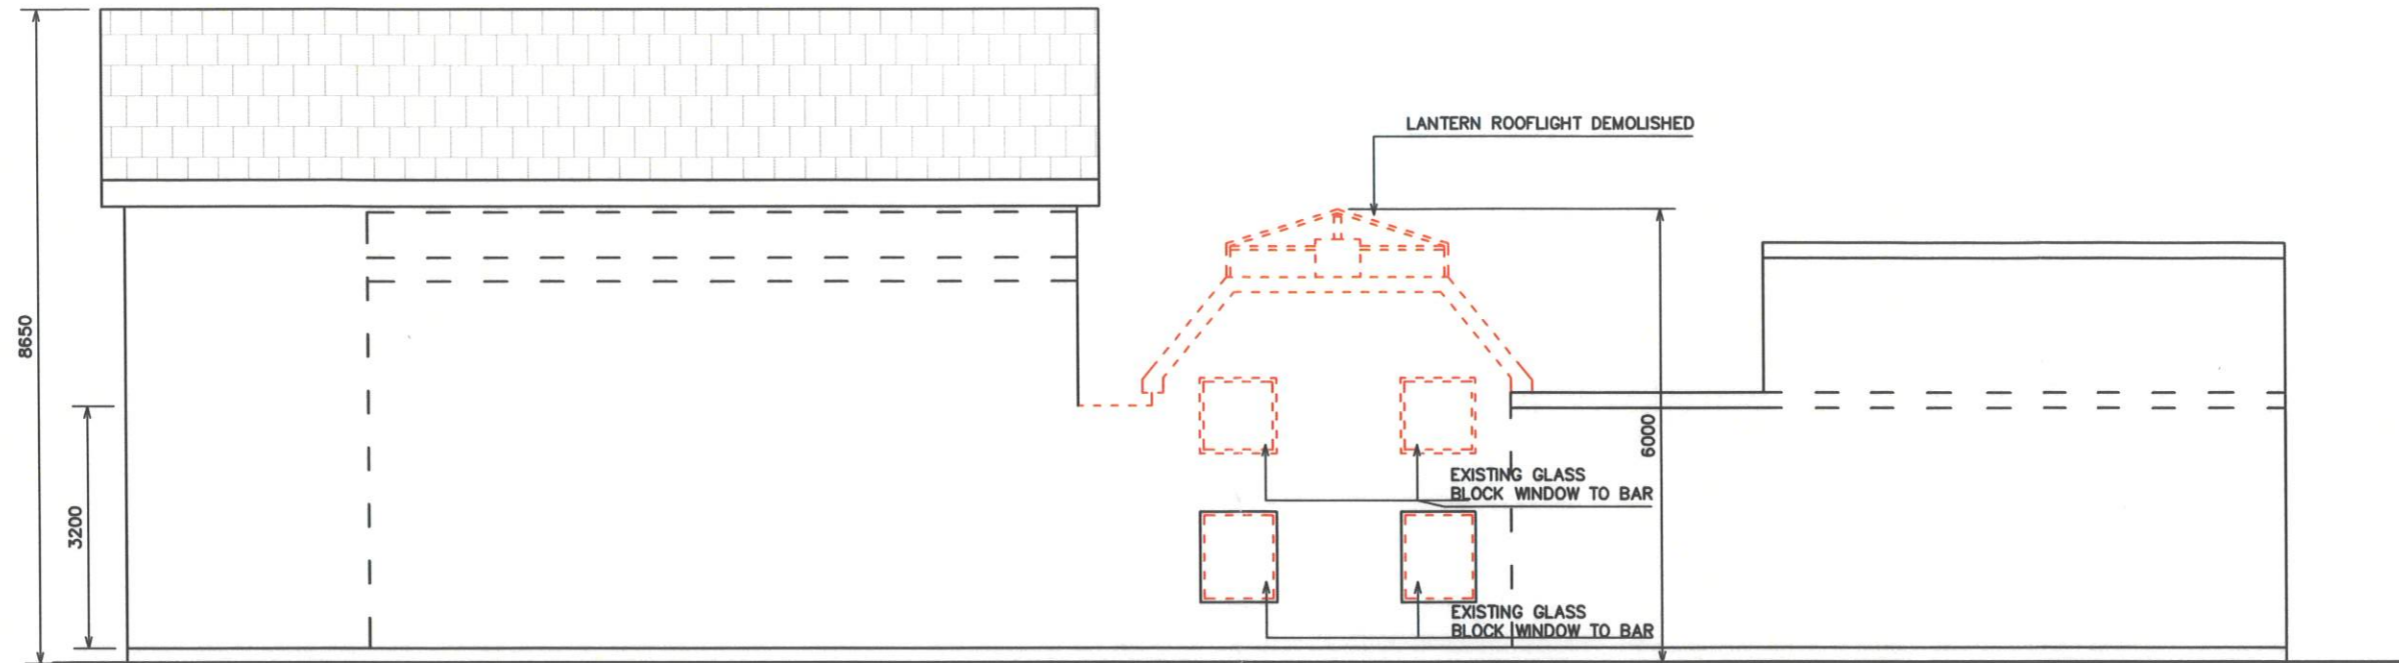 LANTERN ROOFLIGHT DEMOLISHED
8650
6000
EXISTING GLASS
BLOCK WINDOW TO BAR
3200
EXISTING GLASS
BLOCK WINDOW TO BAR